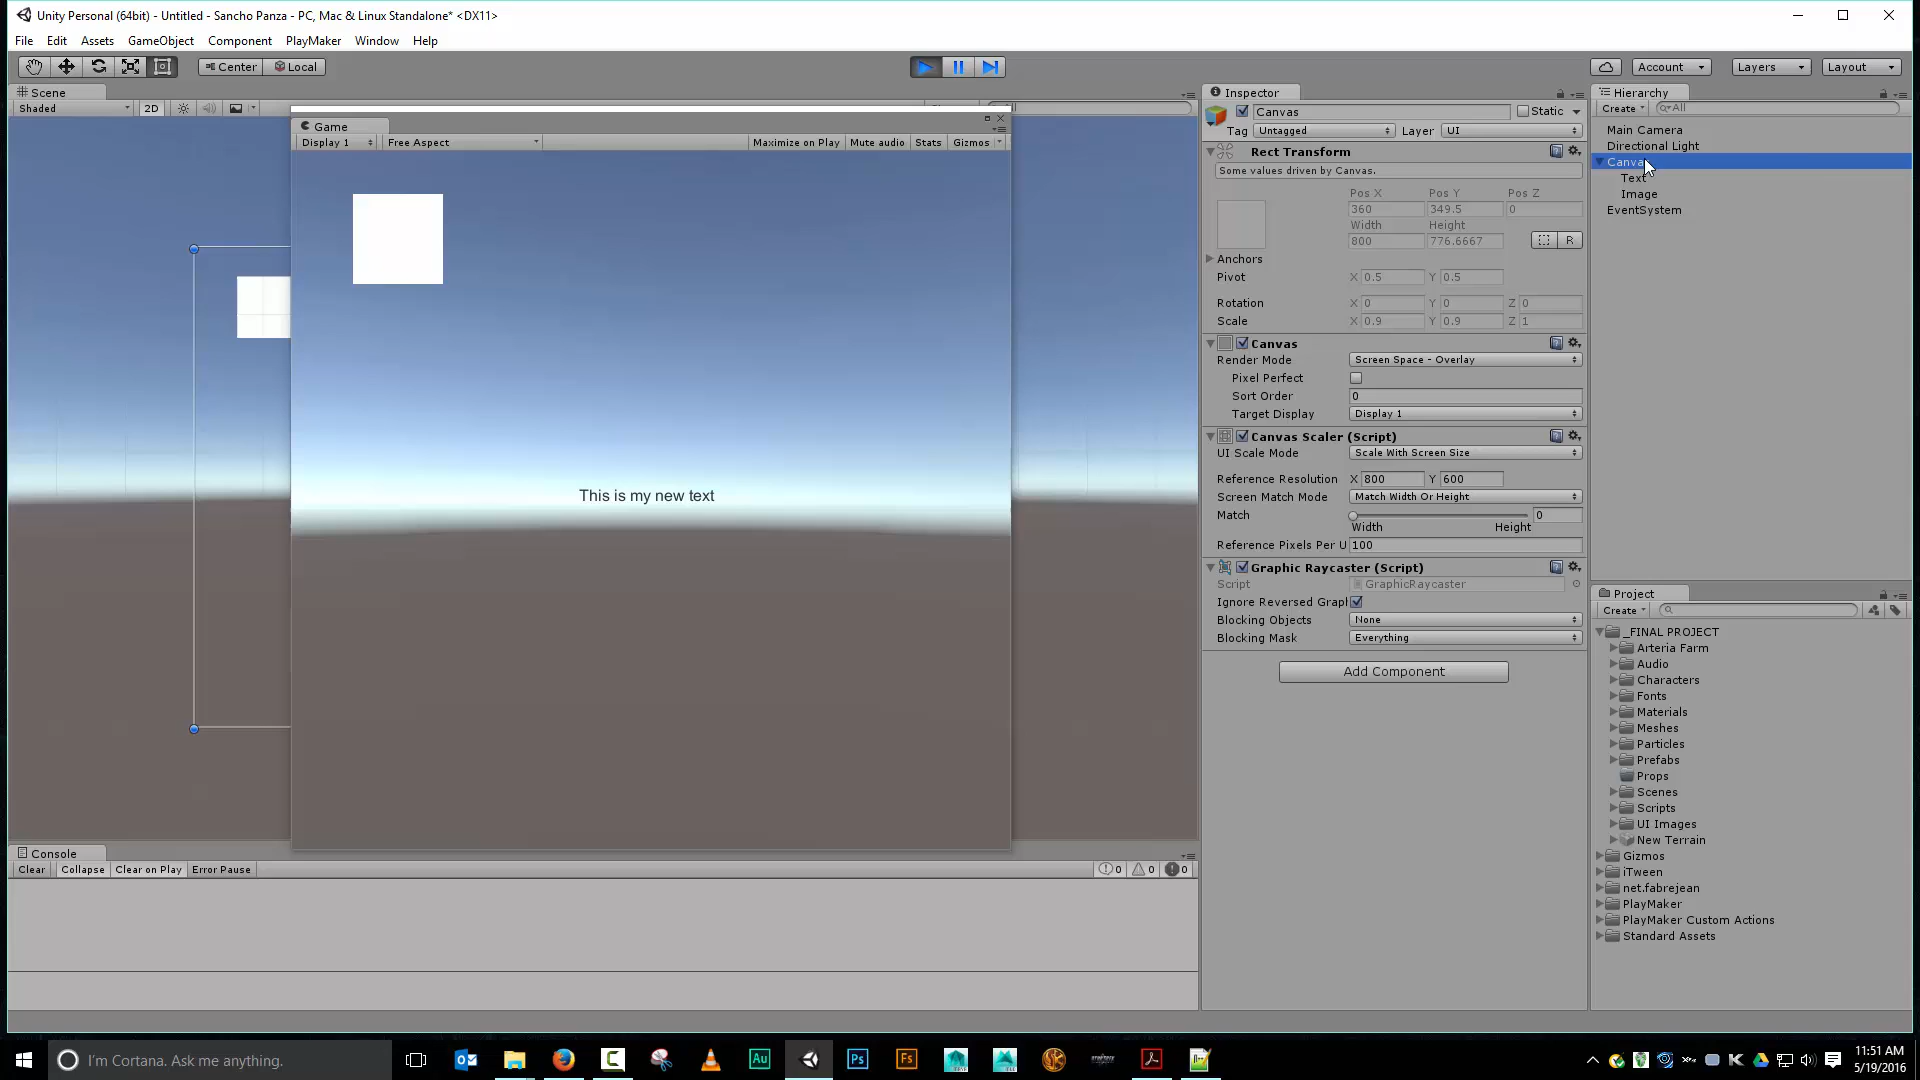 Unity Personal (64bit) - Untitled - Sancho Panza - PC, Mac & Linux Standalone* <DX11>
File Edit Assets GameObject Component PlayMaker Window Help
Center Local
Account Layers Layout
Scene
Shaded 2D
Game
Display 1 Free Aspect Maximize on Play Mute audio Stats Gizmos
This is my new text
Console
Clear Collapse Clear on Play Error Pause 0 0 0
Inspector
Canvas Static
Tag Untagged Layer UI
Rect Transform
Some values driven by Canvas.
Pos X Pos Y Pos Z
360 349.5 0
Width Height
800 776.6667 R
Anchors
Pivot X 0.5 Y 0.5
Rotation X 0 Y 0 Z 0
Scale X 0.9 Y 0.9 Z 1
Canvas
Render Mode Screen Space - Overlay
Pixel Perfect
Sort Order 0
Target Display Display 1
Canvas Scaler (Script)
UI Scale Mode Scale With Screen Size
Reference Resolution X 800 Y 600
Screen Match Mode Match Width Or Height
Match 0
Width Height
Reference Pixels Per U 100
Graphic Raycaster (Script)
Script GraphicRaycaster
Ignore Reversed Graph
Blocking Objects None
Blocking Mask Everything
Add Component
Hierarchy
Create All
Main Camera
Directional Light
Canvas
Text
Image
EventSystem
Project
Create
_FINAL PROJECT
Arteria Farm
Audio
Characters
Fonts
Materials
Meshes
Particles
Prefabs
Props
Scenes
Scripts
UI Images
New Terrain
Gizmos
iTween
net.fabrejean
PlayMaker
PlayMaker Custom Actions
Standard Assets
I'm Cortana. Ask me anything.
Au Ps Fs
11:51 AM
5/19/2016